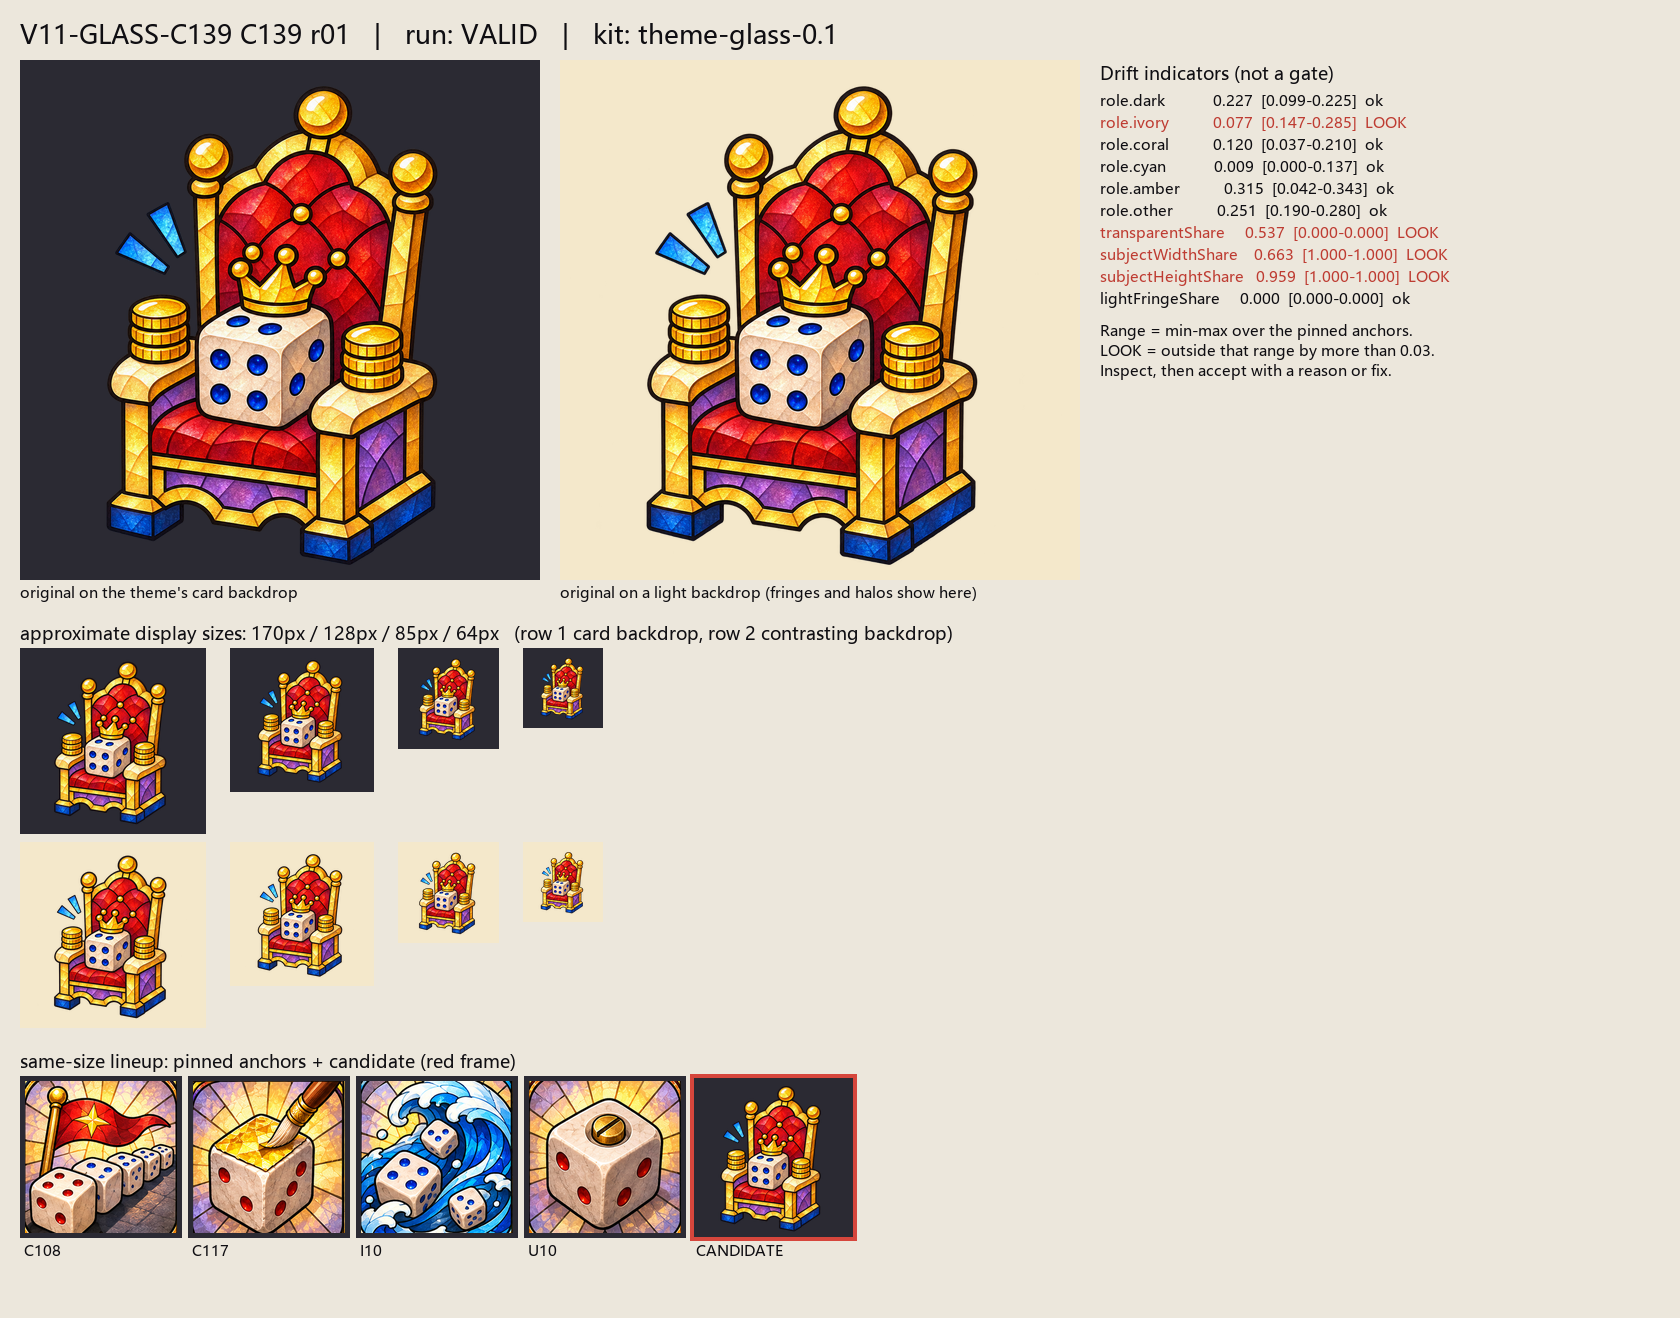 V11-GLASS-C139 C139 r01 | run: VALID | kit: theme-glass-0.1
Drift indicators (not a gate)
role.dark 0.227 [0.099-0.225] ok
role.ivory 0.077 [0.147-0.285] LOOK
role.coral 0.120 [0.037-0.210] ok
role.cyan 0.009 [0.000-0.137] ok
role.amber 0.315 [0.042-0.343] ok
role.other 0.251 [0.190-0.280] ok
transparentShare 0.537 [0.000-0.000] LOOK
subjectWidthShare 0.663 [1.000-1.000] LOOK
subjectHeightShare 0.959 [1.000-1.000] LOOK
lightFringeShare 0.000 [0.000-0.000] ok
Range = min-max over the pinned anchors.
LOOK = outside that range by more than 0.03.
Inspect, then accept with a reason or fix.
original on the theme's card backdrop
original on a light backdrop (fringes and halos show here)
approximate display sizes: 170px / 128px / 85px / 64px (row 1 card backdrop, row 2 contrasting backdrop)
same-size lineup: pinned anchors + candidate (red frame)
C108
C117
I10
U10
CANDIDATE